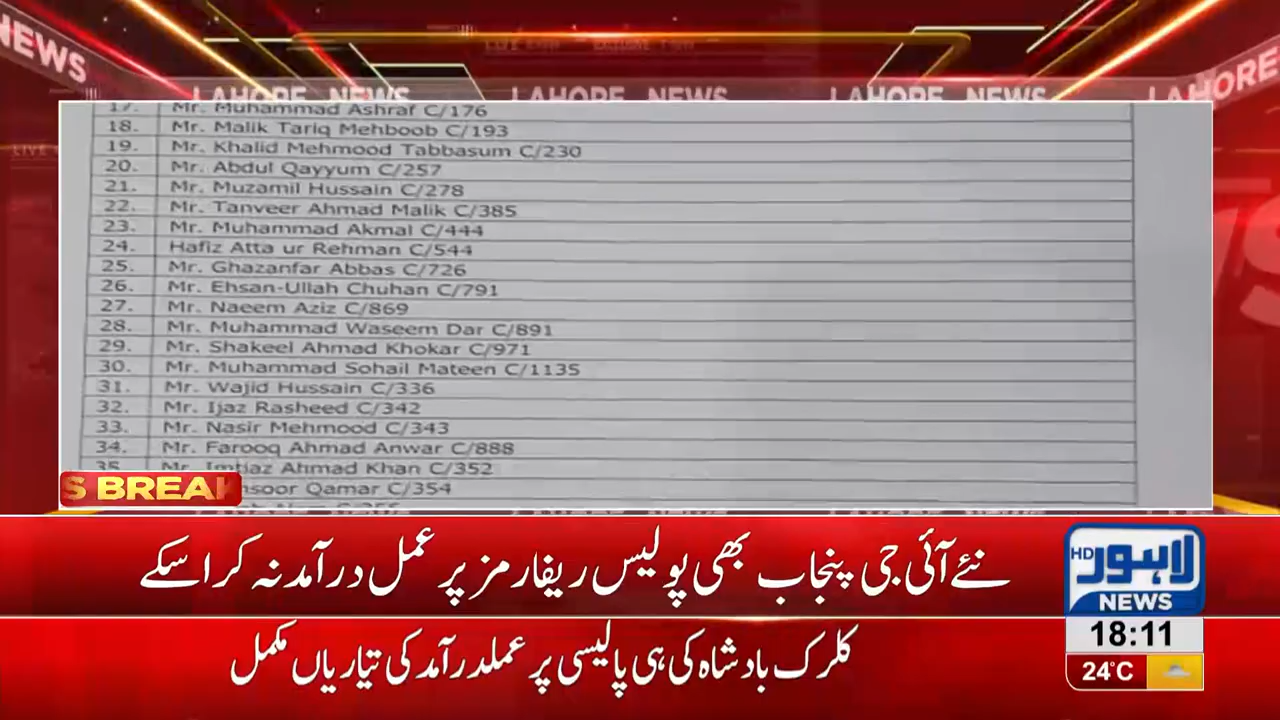 NEWS
LAHORE NEWS
LAHORE NEWS
LAHORE NEWS
LAHORE
17. Mr. Muhammad Ashraf C/176
18. Mr. Malik Tariq Mehboob C/193
19. Mr. Khalid Mehmood Tabbasum C/230
20. Mr. Abdul Qayyum C/257
21. Mr. Muzamil Hussain C/278
22. Mr. Tanveer Ahmad Malik C/385
23. Mr. Muhammad Akmal C/444
24. Hafiz Atta ur Rehman C/544
25. Mr. Ghazanfar Abbas C/726
26. Mr. Ehsan-Ullah Chuhan C/791
27. Mr. Naeem Aziz C/869
28. Mr. Muhammad Waseem Dar C/891
29. Mr. Shakeel Ahmad Khokar C/971
30. Mr. Muhammad Sohail Mateen C/1135
31. Mr. Wajid Hussain C/336
32. Mr. Ijaz Rasheed C/342
33. Mr. Nasir Mehmood C/343
34. Mr. Farooq Ahmad Anwar C/888
35. Mr. Imtiaz Ahmad Khan C/352
Qamar C/354
S BREAK
نئے آئی جی پنجاب بھی پولیس ریفارمز پر عمل درآمد نہ کرا سکے
کلرک بادشاہ کی ہی پالیسی پر عملدرآمد کی تیاریاں مکمل
لاہور HD
NEWS
18:11
24°C